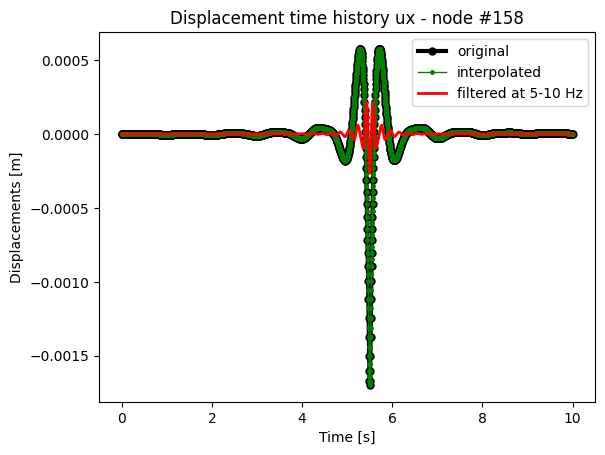 Displacement time history ux - node #158
original
interpolated
filtered at 5-10 Hz
Displacements [m]
0.0005
0.0000
−0.0005
−0.0010
−0.0015
0
2
4
6
8
10
Time [s]